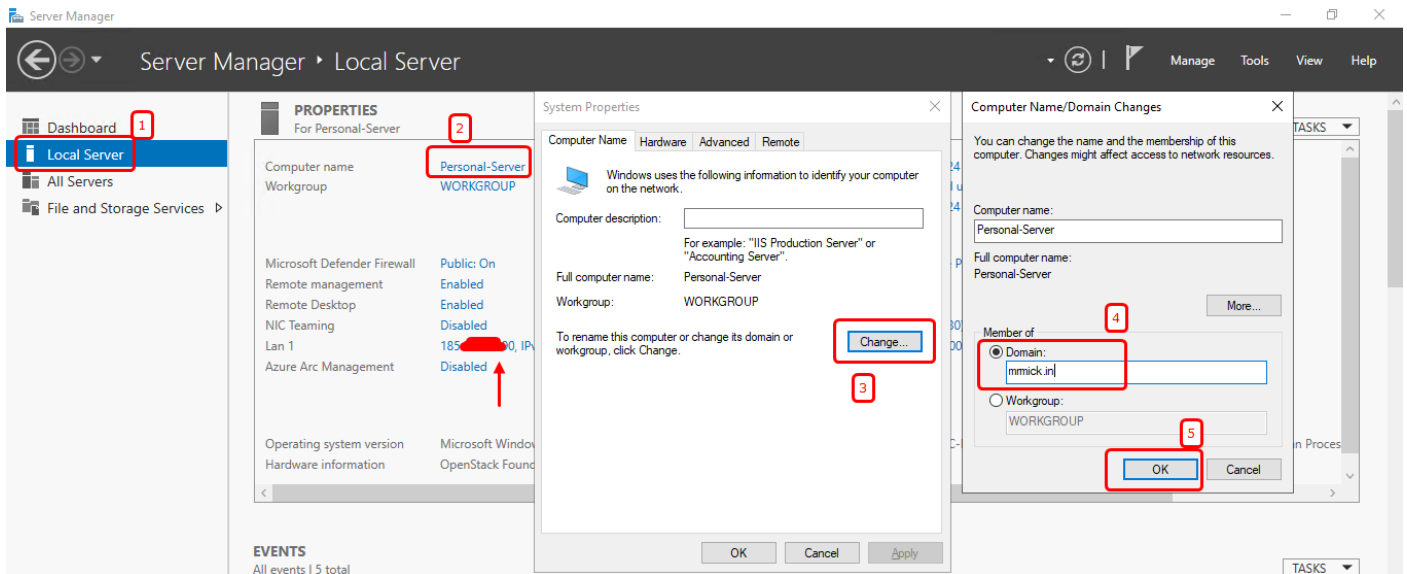 Server Manager
Server Manager ‣ Local Server
Manage Tools View Help
Dashboard
1
Local Server
All Servers
File and Storage Services
PROPERTIES
For Personal-Server
2
TASKS
Computer name Personal-Server
Workgroup WORKGROUP
Microsoft Defender Firewall Public: On
Remote management Enabled
Remote Desktop Enabled
NIC Teaming Disabled
Lan 1 185
Azure Arc Management Disabled
Operating system version Microsoft
Hardware information OpenStack
EVENTS
All events | 5 total
TASKS
System Properties
Computer Name Hardware Advanced Remote
Windows uses the following information to identify your computer
on the network.
Computer description:
For example: "IIS Production Server" or
"Accounting Server".
Full computer name: Personal-Server
Workgroup: WORKGROUP
To rename this computer or change its domain or
workgroup, click Change.
Change...
3
OK Cancel Apply
Computer Name/Domain Changes
You can change the name and the membership of this
computer. Changes might affect access to network resources.
Computer name:
Personal-Server
Full computer name:
Personal-Server
More...
4
Member of
Domain:
mrmick.in
Workgroup:
WORKGROUP
5
OK Cancel